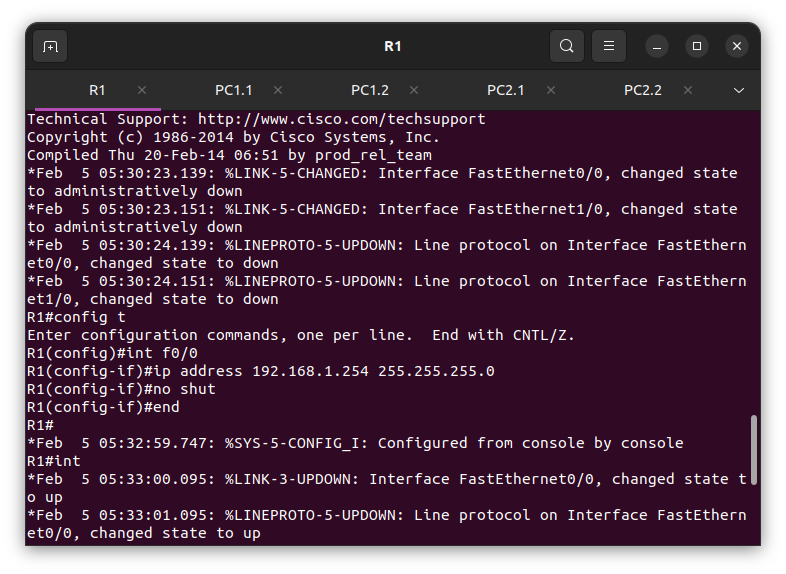 R1
R1
PC1.1
PC1.2
PC2.1
PC2.2
Technical Support: http://www.cisco.com/techsupport
Copyright (c) 1986-2014 by Cisco Systems, Inc.
Compiled Thu 20-Feb-14 06:51 by prod_rel_team
*Feb  5 05:30:23.139: %LINK-5-CHANGED: Interface FastEthernet0/0, changed state
to administratively down
*Feb  5 05:30:23.151: %LINK-5-CHANGED: Interface FastEthernet1/0, changed state
to administratively down
*Feb  5 05:30:24.139: %LINEPROTO-5-UPDOWN: Line protocol on Interface FastEthern
et0/0, changed state to down
*Feb  5 05:30:24.151: %LINEPROTO-5-UPDOWN: Line protocol on Interface FastEthern
et1/0, changed state to down
R1#config t
Enter configuration commands, one per line.  End with CNTL/Z.
R1(config)#int f0/0
R1(config-if)#ip address 192.168.1.254 255.255.255.0
R1(config-if)#no shut
R1(config-if)#end
R1#
*Feb  5 05:32:59.747: %SYS-5-CONFIG_I: Configured from console by console
R1#int
*Feb  5 05:33:00.095: %LINK-3-UPDOWN: Interface FastEthernet0/0, changed state t
o up
*Feb  5 05:33:01.095: %LINEPROTO-5-UPDOWN: Line protocol on Interface FastEthern
et0/0, changed state to up